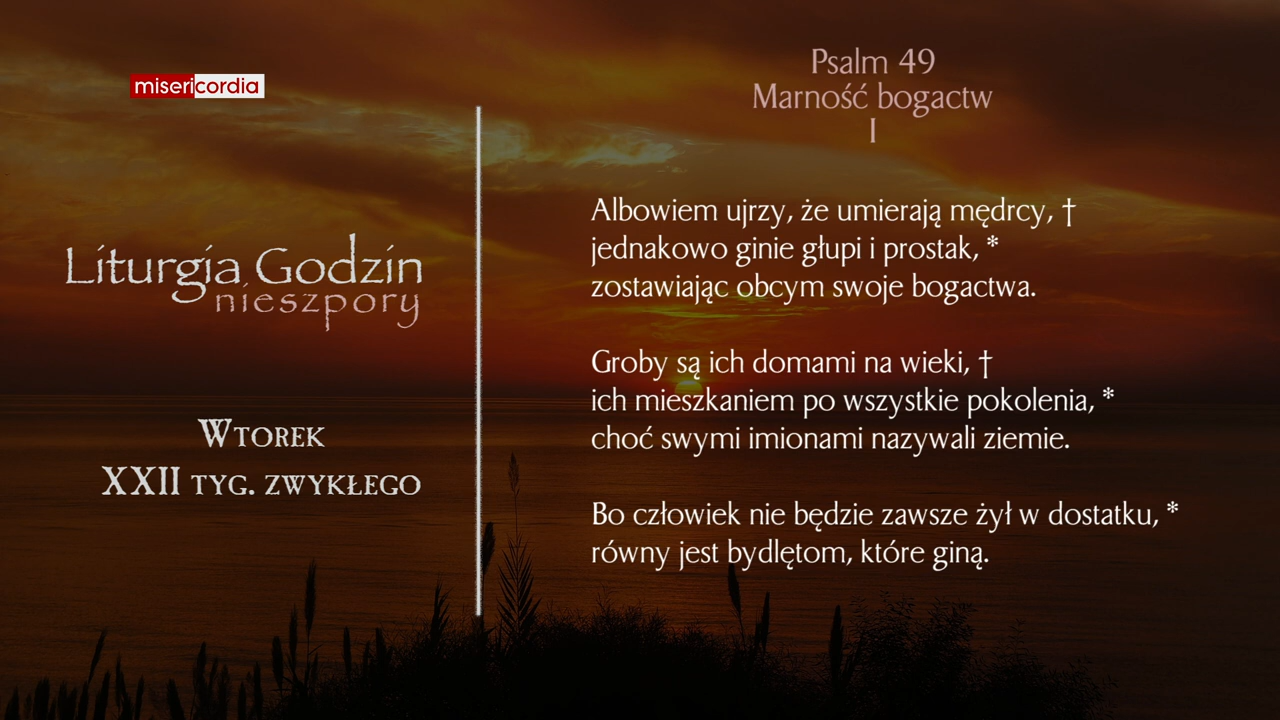 misericordia
Liturgia Godzin
nieszpory
Wtorek
XXII tyg. zwykłego
Psalm 49
Marność bogactw
I
Albowiem ujrzy, że umierają mędrcy, †
jednakowo ginie głupi i prostak, *
zostawiając obcym swoje bogactwa.
Groby są ich domami na wieki, †
ich mieszkaniem po wszystkie pokolenia, *
choć swymi imionami nazywali ziemie.
Bo człowiek nie będzie zawsze żył w dostatku, *
równy jest bydlętom, które giną.